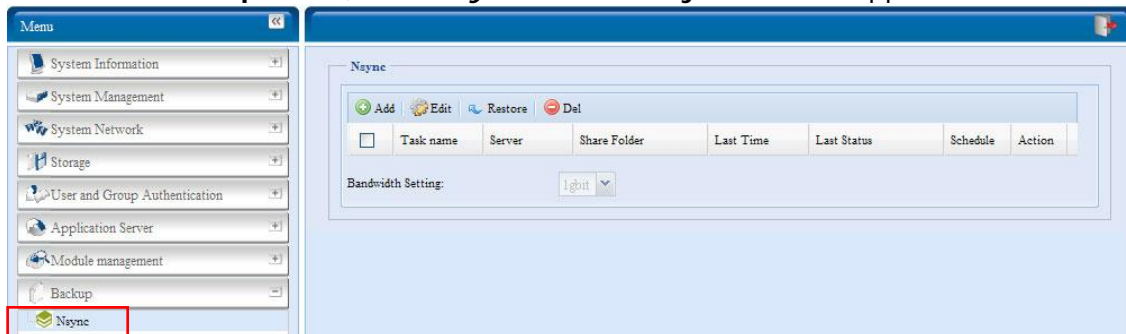 Menu
System Information
System Management
System Network
Storage
User and Group Authentication
Application Server
Module management
Backup
Nsync
Nsync
Add Edit Restore Del
Task name Server Share Folder Last Time Last Status Schedule Action
Bandwidth Setting: 1gbit